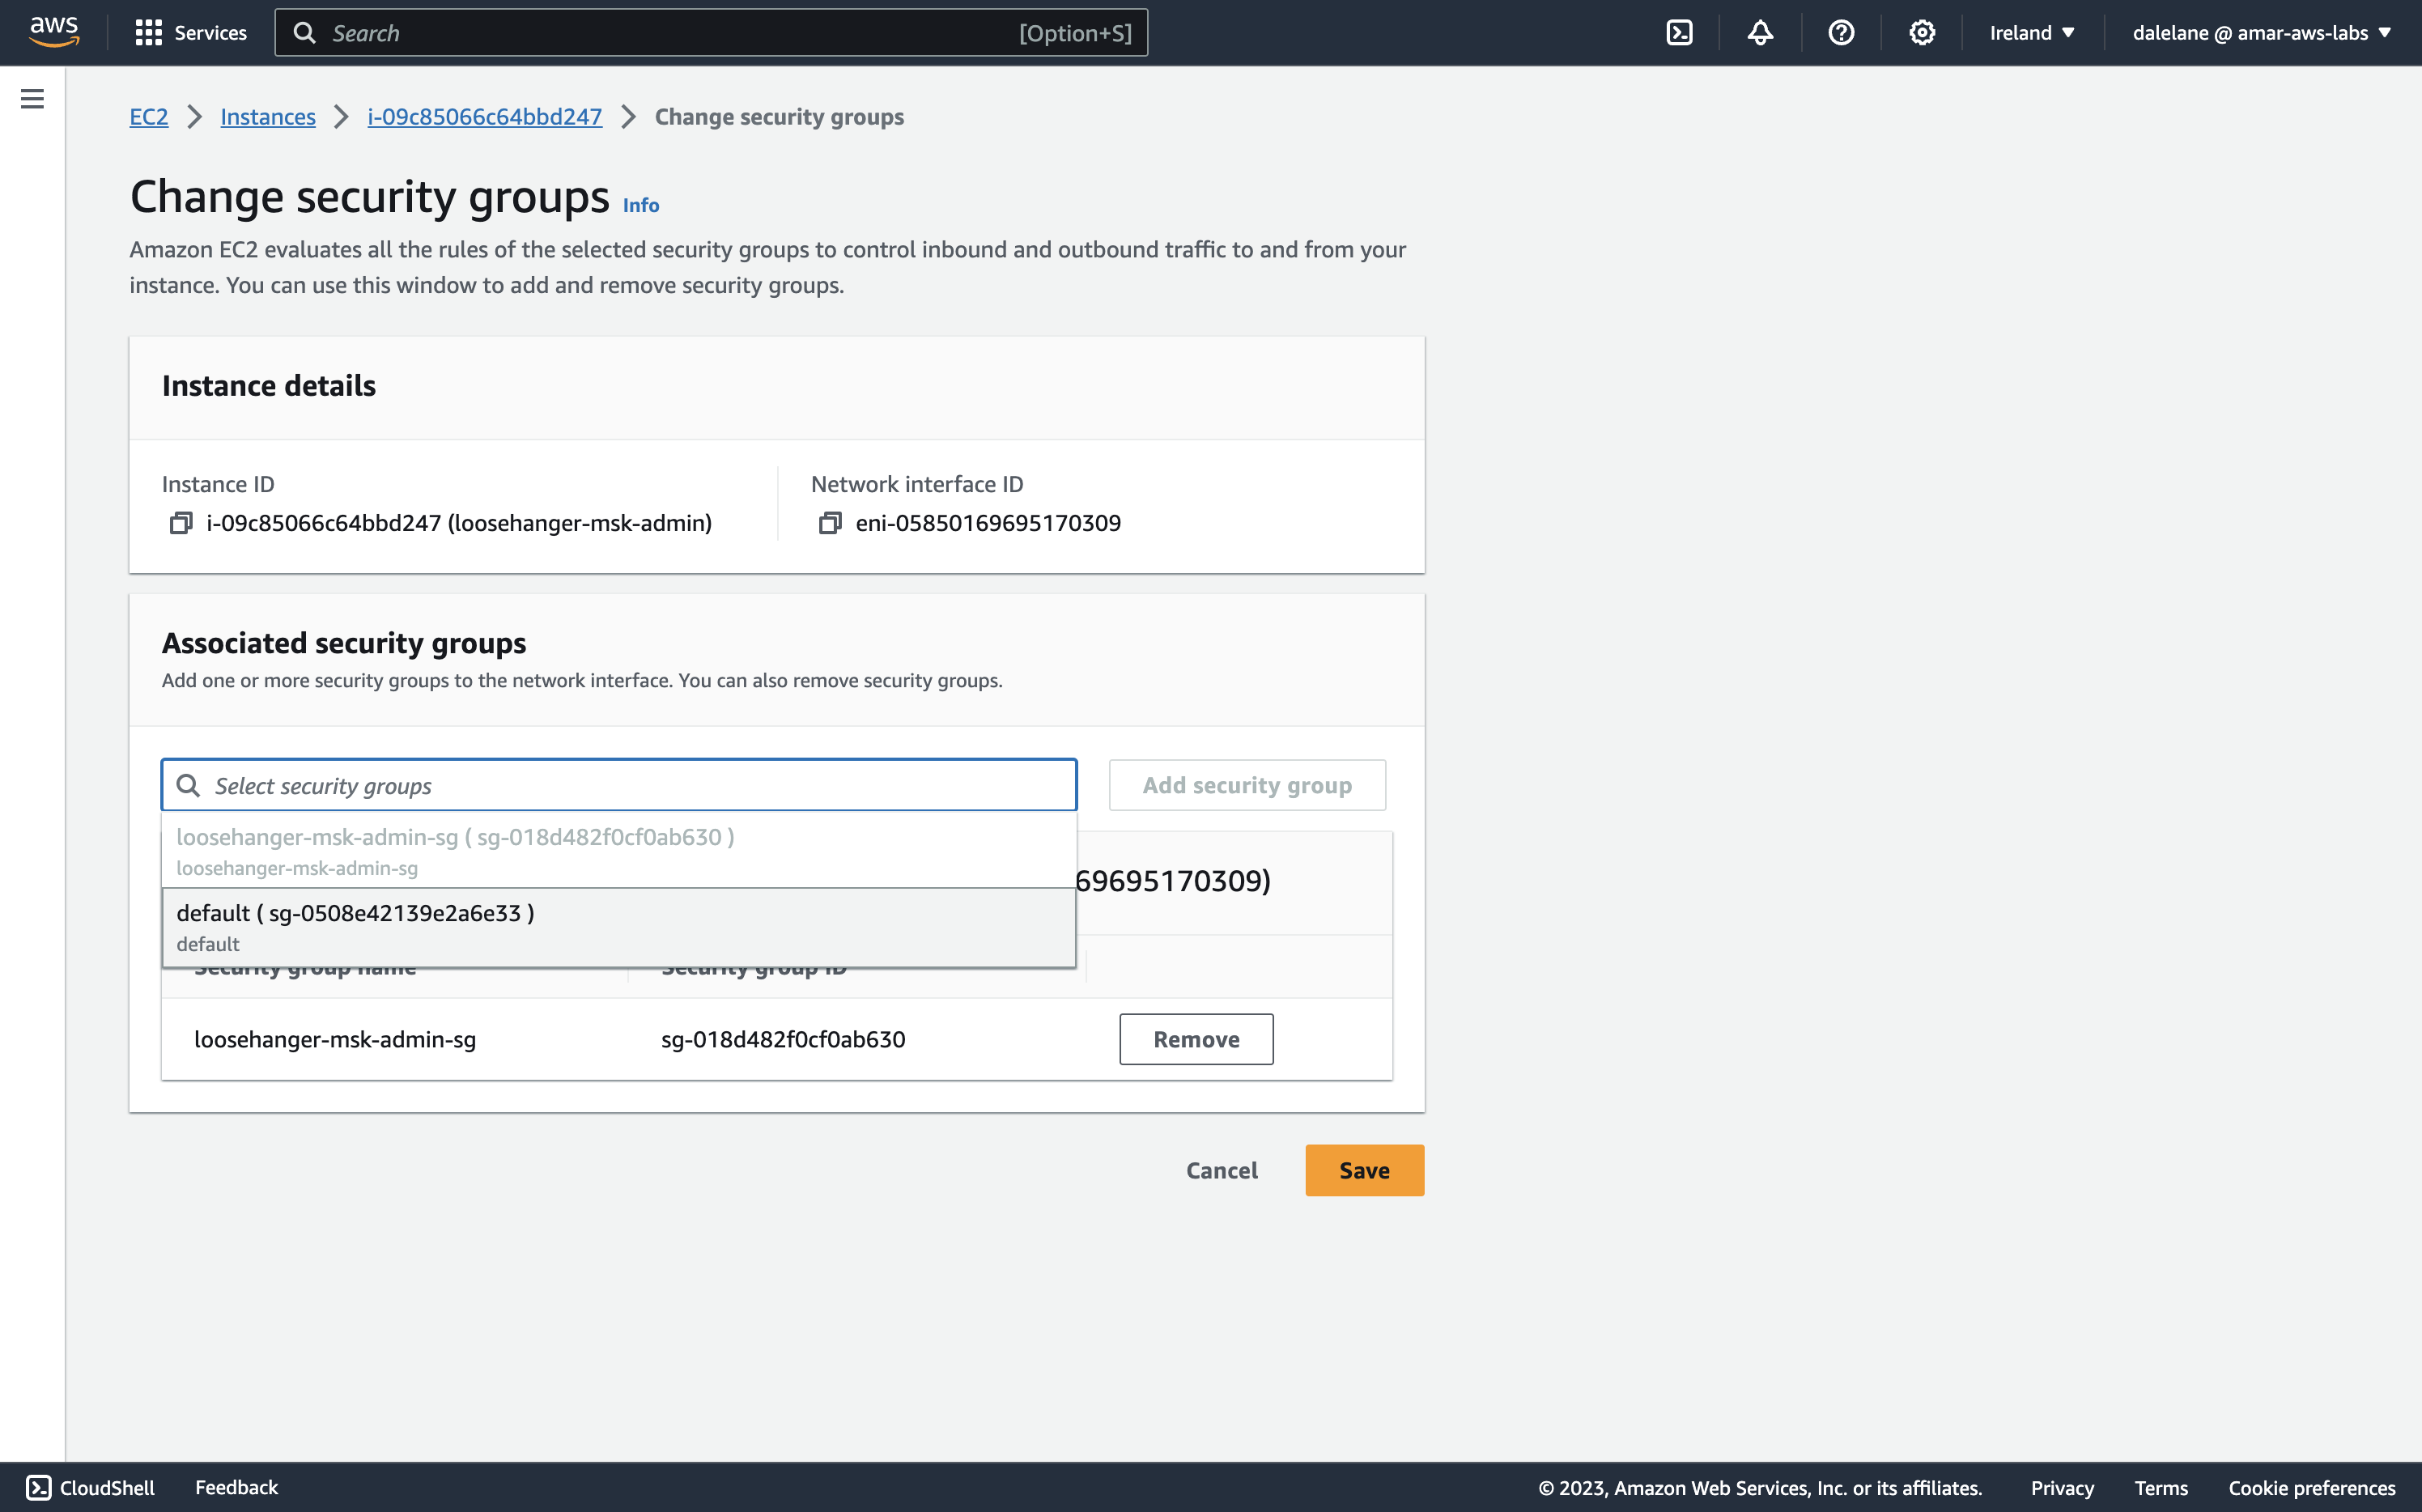 aws Services Search [Option+S] Ireland dalelane @ amar-aws-labs
EC2 Instances i-09c85066c64bbd247 Change security groups
Change security groups Info
Amazon EC2 evaluates all the rules of the selected security groups to control inbound and outbound traffic to and from your
instance. You can use this window to add and remove security groups.
Instance details
Instance ID Network interface ID
i-09c85066c64bbd247 (loosehanger-msk-admin) eni-05850169695170309
Associated security groups
Add one or more security groups to the network interface. You can also remove security groups.
Select security groups Add security group
loosehanger-msk-admin-sg ( sg-018d482f0cf0ab630 )
loosehanger-msk-admin-sg
69695170309)
default ( sg-0508e42139e2a6e33 )
default
Security group name Security group ID
loosehanger-msk-admin-sg sg-018d482f0cf0ab630 Remove
Cancel Save
CloudShell Feedback © 2023, Amazon Web Services, Inc. or its affiliates. Privacy Terms Cookie preferences